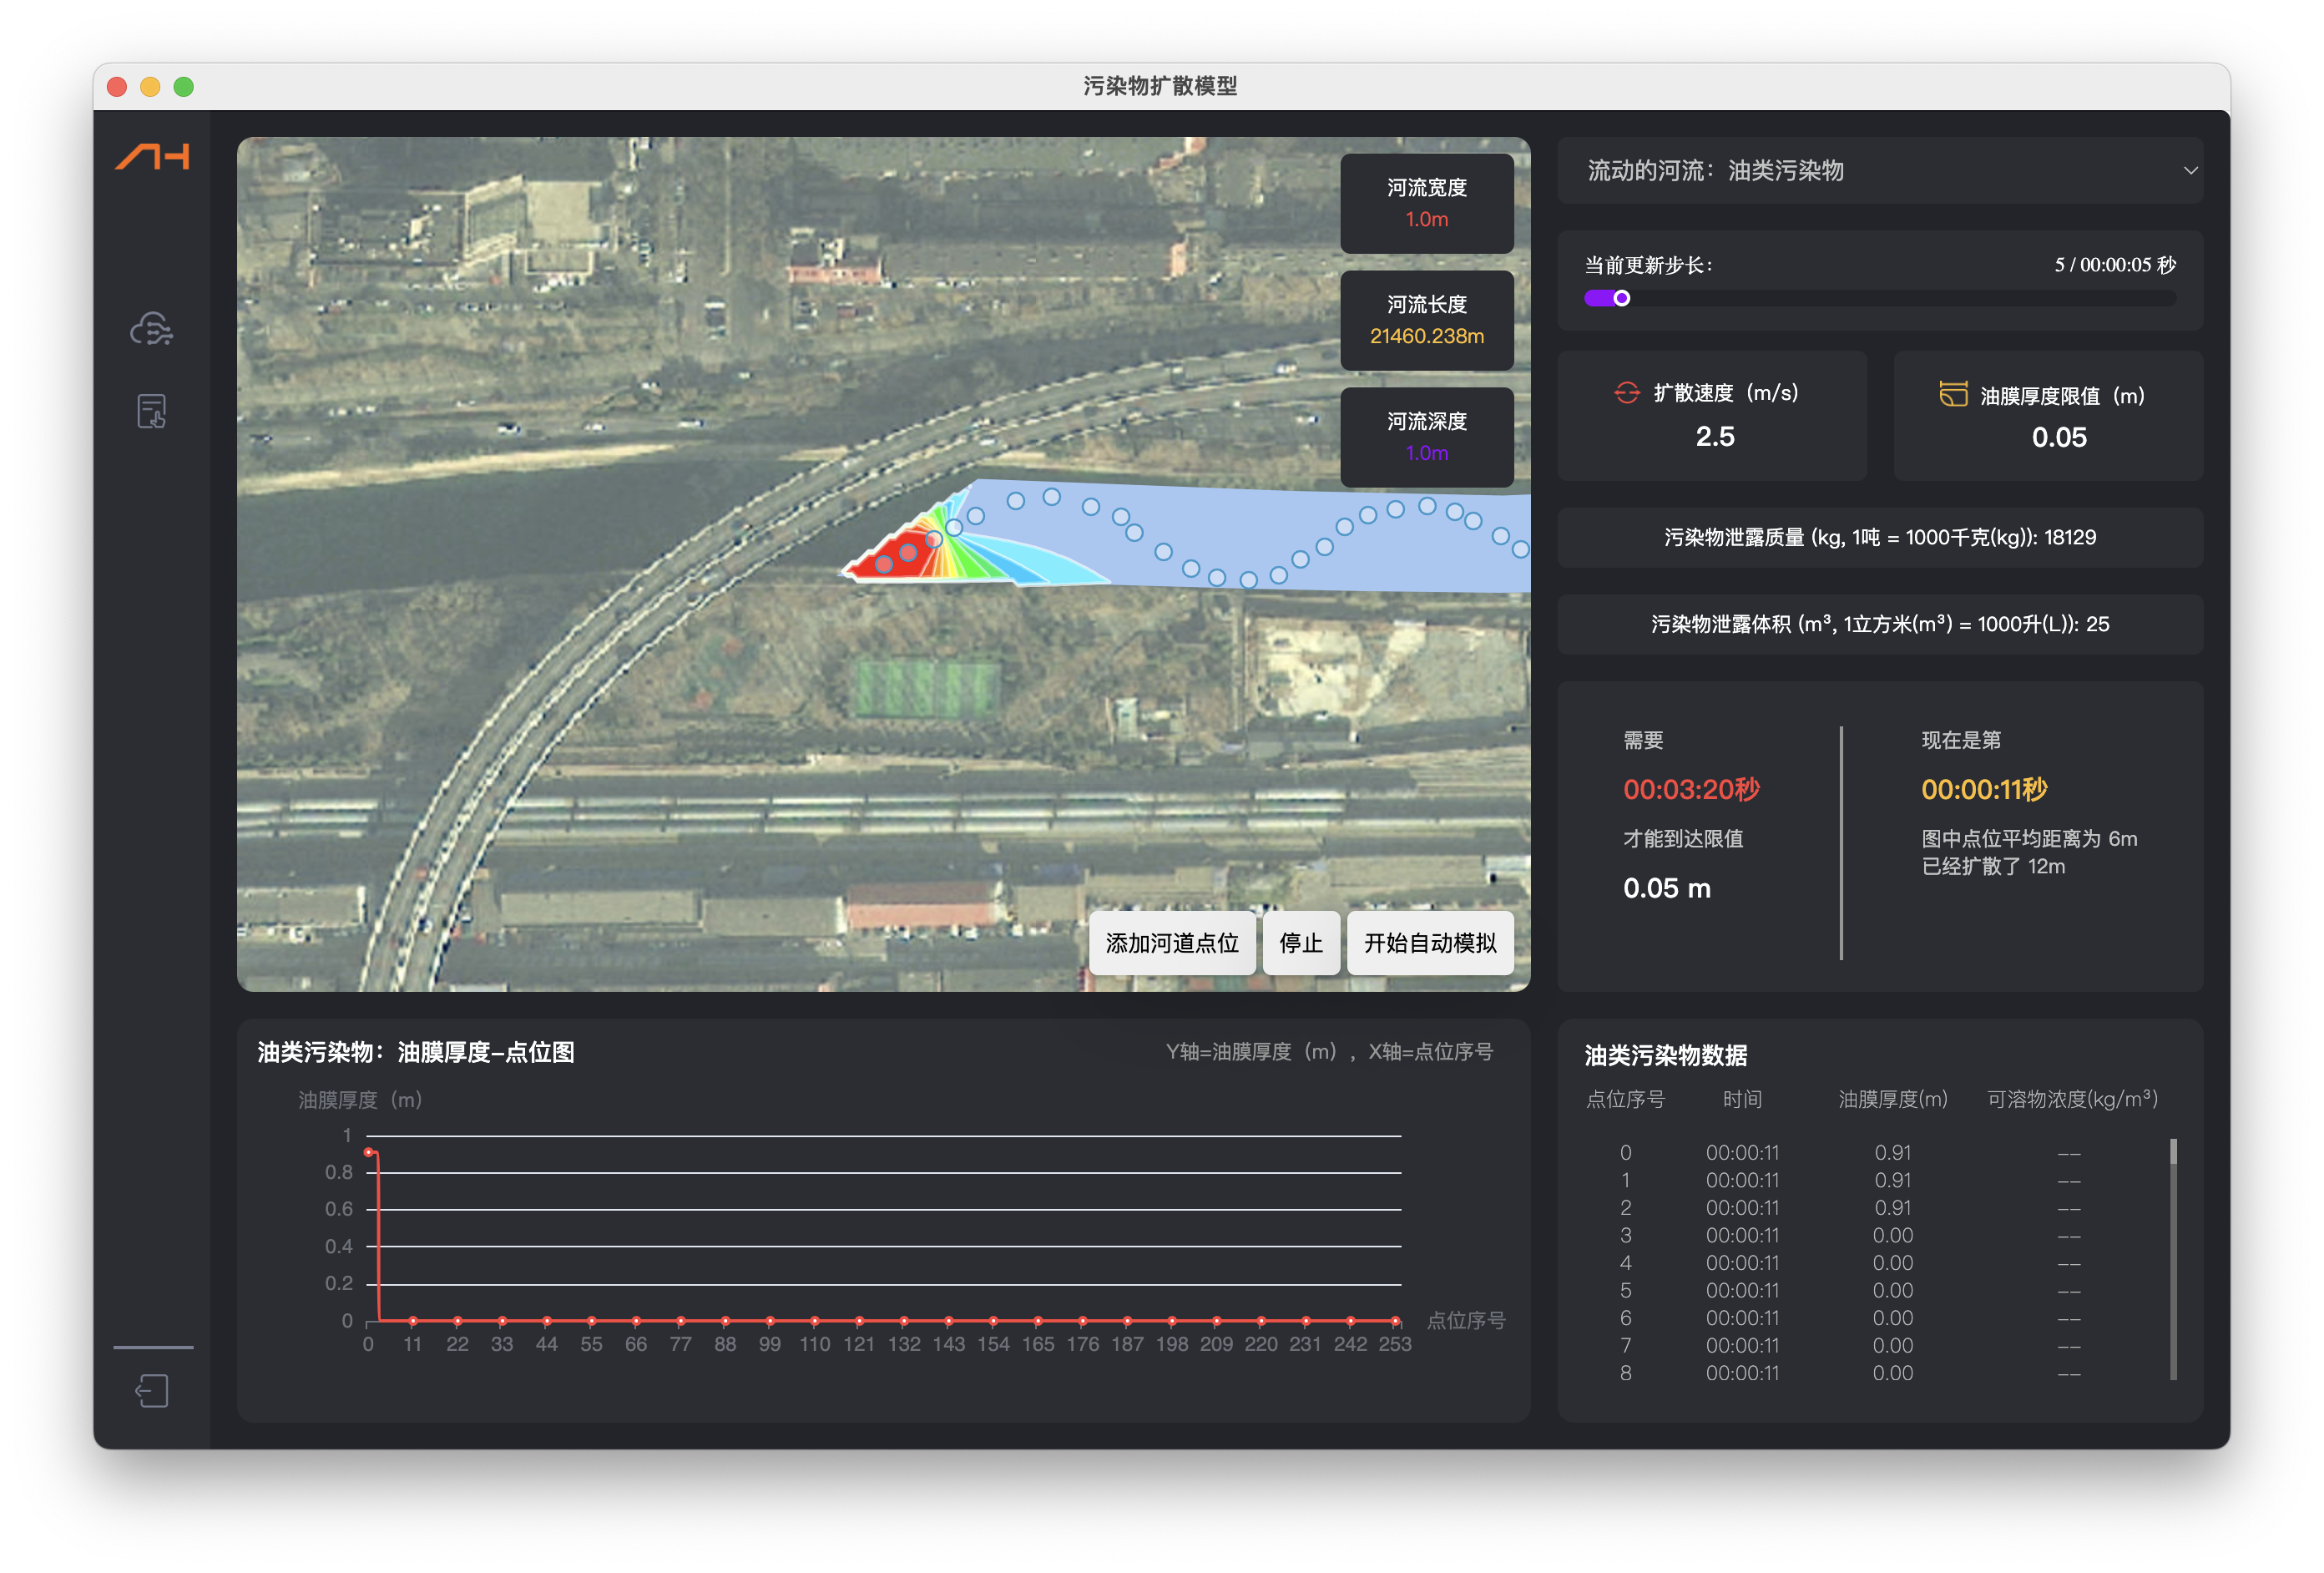 污染物扩散模型
河流宽度
1.0m
河流长度
21460.238m
河流深度
1.0m
添加河道点位
停止
开始自动模拟
流动的河流：油类污染物
当前更新步长：
5 / 00:00:05 秒
扩散速度（m/s）
2.5
油膜厚度限值（m）
0.05
污染物泄露质量 (kg, 1吨 = 1000千克(kg)): 18129
污染物泄露体积 (m³, 1立方米(m³) = 1000升(L)): 25
需要
00:03:20秒
才能到达限值
0.05 m
现在是第
00:00:11秒
图中点位平均距离为 6m
已经扩散了 12m
油类污染物：油膜厚度–点位图
Y轴=油膜厚度（m），X轴=点位序号
油膜厚度（m）
1
0.8
0.6
0.4
0.2
0
0 11 22 33 44 55 66 77 88 99 110 121 132 143 154 165 176 187 198 209 220 231 242 253
点位序号
油类污染物数据
点位序号 时间 油膜厚度(m) 可溶物浓度(kg/m³)
0 00:00:11 0.91 ––
1 00:00:11 0.91 ––
2 00:00:11 0.91 ––
3 00:00:11 0.00 ––
4 00:00:11 0.00 ––
5 00:00:11 0.00 ––
6 00:00:11 0.00 ––
7 00:00:11 0.00 ––
8 00:00:11 0.00 ––